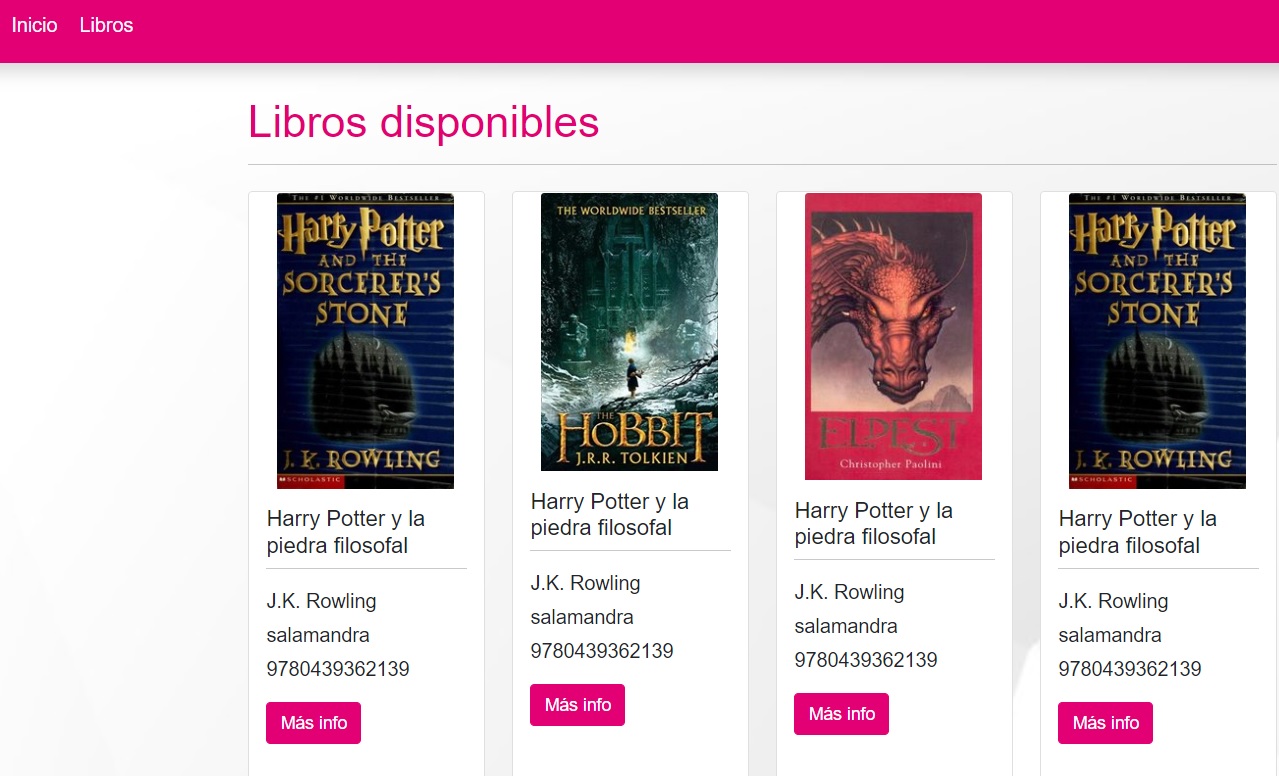 Inicio Libros
Libros disponibles
THE #1 WORLDWIDE BESTSELLER
Harry Potter
AND THE
SORCERER'S
STONE
J. K. ROWLING
SCHOLASTIC
Harry Potter y la
piedra filosofal
J.K. Rowling
salamandra
9780439362139
Más info
THE WORLDWIDE BESTSELLER
THE
HOBBIT
J.R.R. TOLKIEN
Harry Potter y la
piedra filosofal
J.K. Rowling
salamandra
9780439362139
Más info
ELDEST
Christopher Paolini
Harry Potter y la
piedra filosofal
J.K. Rowling
salamandra
9780439362139
Más info
THE #1 WORLDWIDE BESTSELLER
Harry Potter
AND THE
SORCERER'S
STONE
J. K. ROWLING
SCHOLASTIC
Harry Potter y la
piedra filosofal
J.K. Rowling
salamandra
9780439362139
Más info